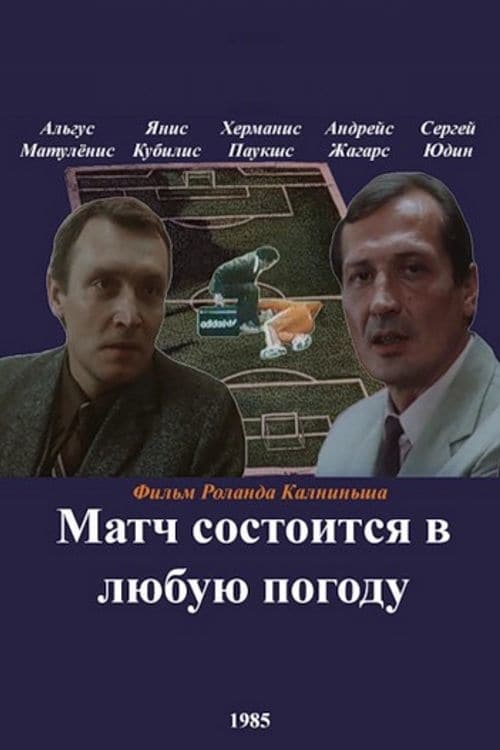 Альгус Янис Херманис Андрейс Сергей
Матулёнис Кубилис Паукшс Жагарс Юдин
adidas
Фильм Роланда Калниньша
Матч состоится в
любую погоду
1985